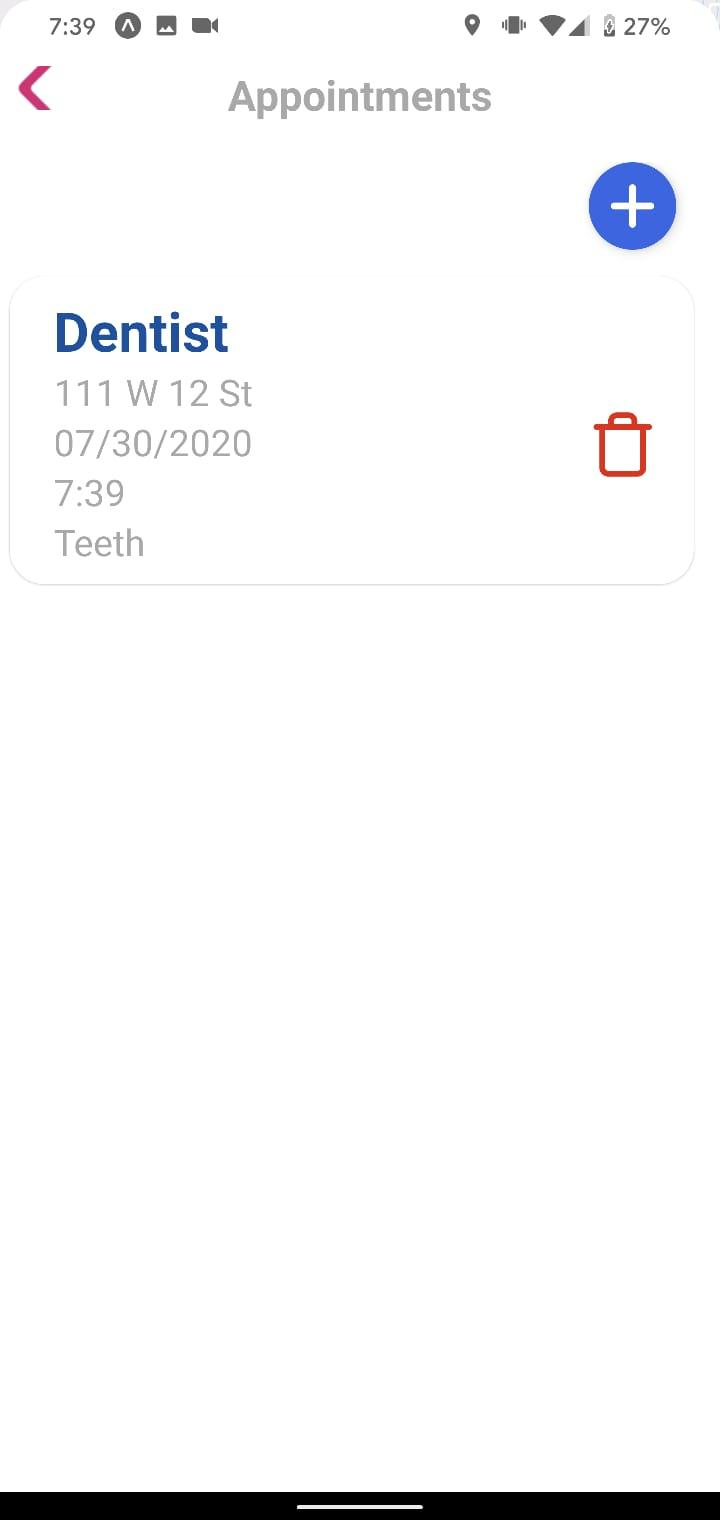 7:39 27%
Appointments
Dentist
111 W 12 St
07/30/2020
7:39
Teeth